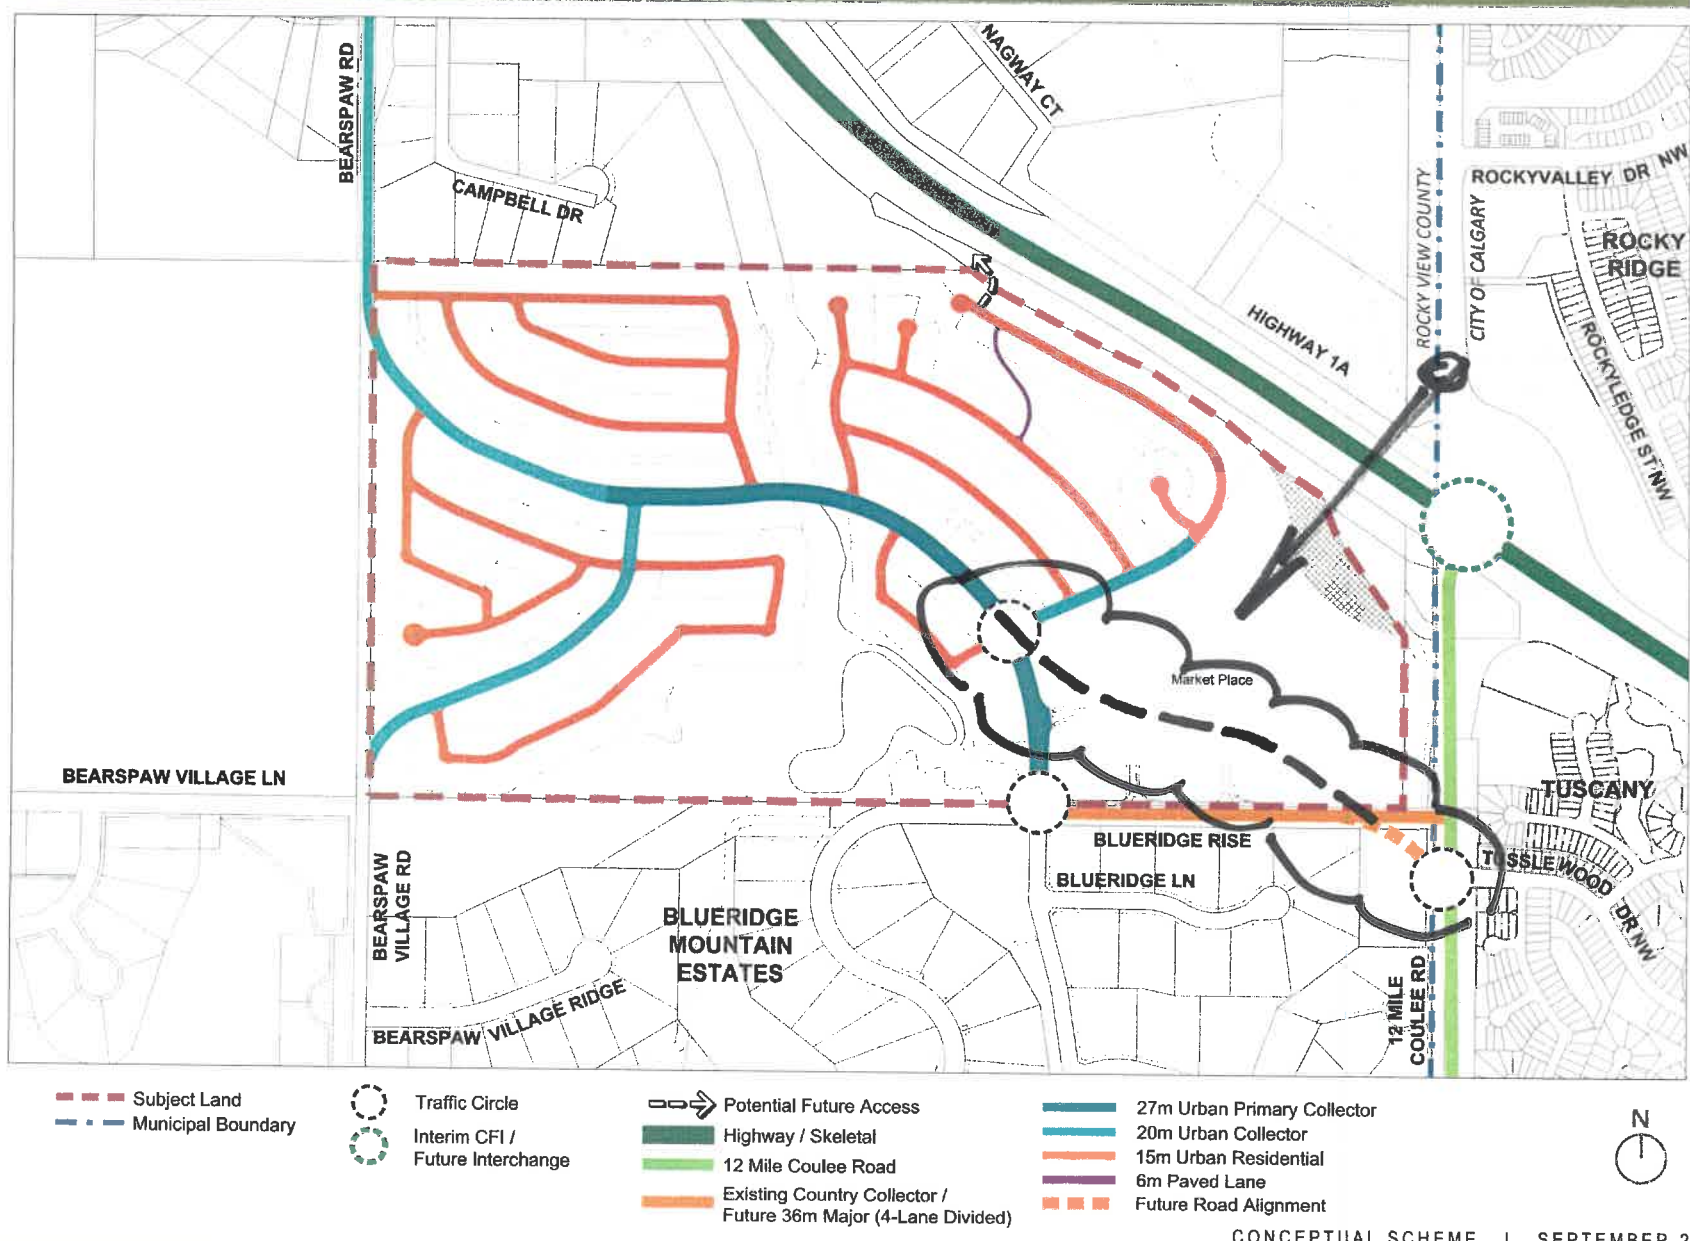 BEARSPAW RD
NAGWAY CT
CAMPBELL DR
ROCKY VIEW COUNTY
CITY OF CALGARY
ROCKYVALLEY DR NW
ROCKY
RIDGE
ROCKYLEDGE ST NW
HIGHWAY 1A
Market Place
BEARSPAW VILLAGE LN
BEARSPAW
VILLAGE RD
BLUERIDGE RISE
BLUERIDGE LN
BLUERIDGE
MOUNTAIN
ESTATES
BEARSPAW VILLAGE RIDGE
TUSCANY
TUSSLEWOOD DR NW
12 MILE
COULEE RD
Subject Land
Municipal Boundary
Traffic Circle
Interim CFI /
Future Interchange
Potential Future Access
Highway / Skeletal
12 Mile Coulee Road
Existing Country Collector /
Future 36m Major (4-Lane Divided)
27m Urban Primary Collector
20m Urban Collector
15m Urban Residential
6m Paved Lane
Future Road Alignment
N
CONCEPTUAL SCHEME | SEPTEMBER 2